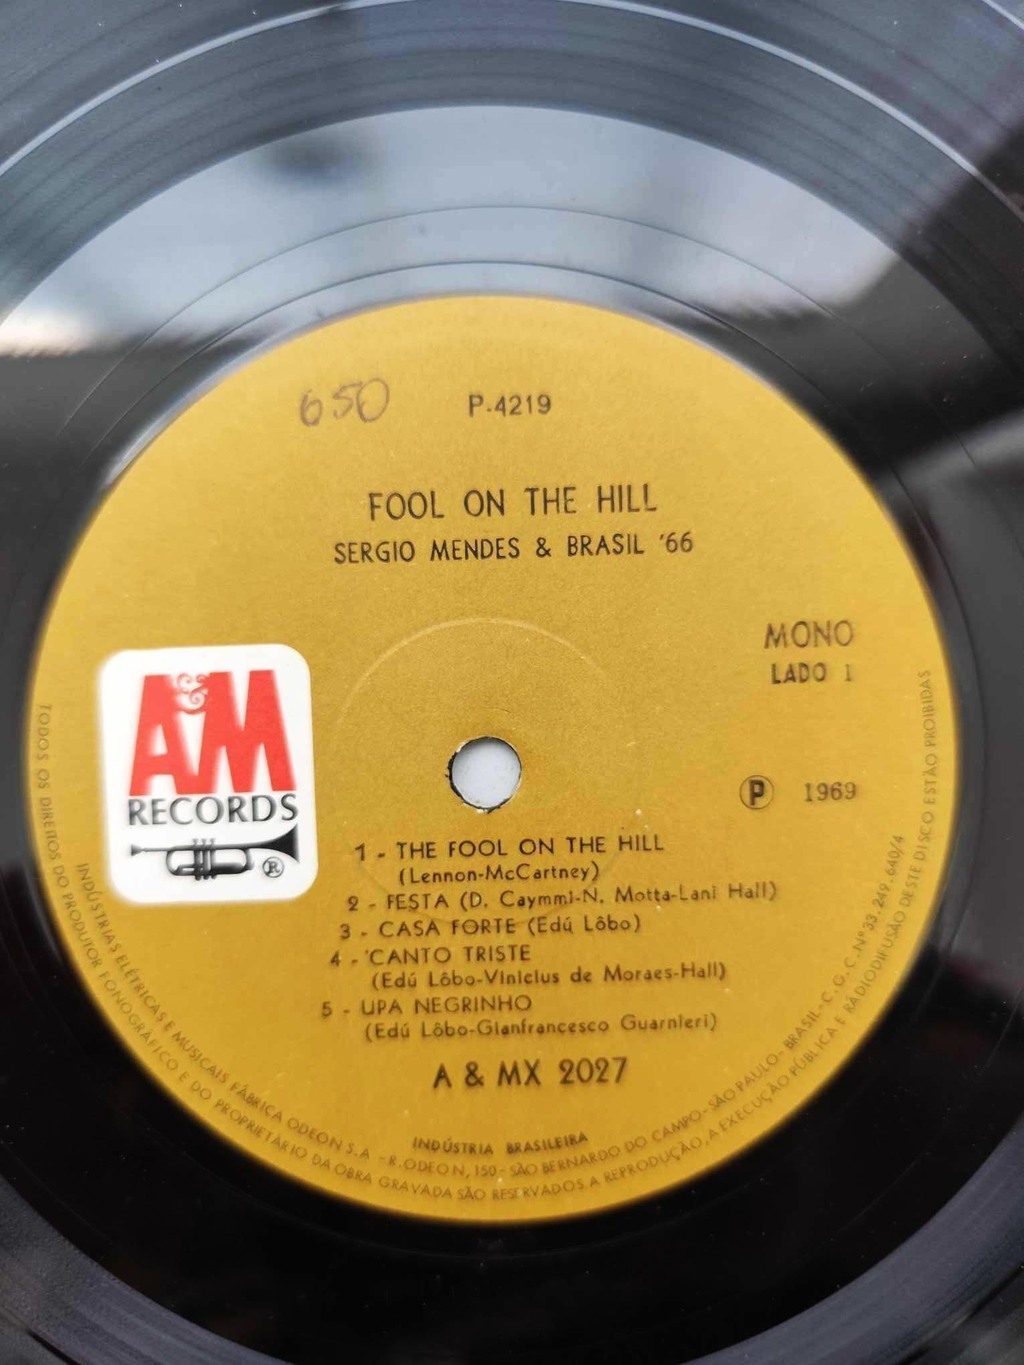 650
P-4219
FOOL ON THE HILL
SERGIO MENDES & BRASIL '66
MONO
LADO 1
A&M
RECORDS
®
℗ 1969
1 - THE FOOL ON THE HILL
(Lennon-McCartney)
2 - FESTA (D. Caymmi-N. Motta-Lani Hall)
3 - CASA FORTE (Edú Lôbo)
4 - CANTO TRISTE
(Edú Lôbo-Vinicius de Moraes-Hall)
5 - UPA NEGRINHO
(Edú Lôbo-Gianfrancesco Guarnieri)
A & MX 2027
INDÚSTRIA BRASILEIRA
INDÚSTRIAS ELÉTRICAS E MUSICAIS FÁBRICA ODEON S.A - R. ODEON, 150 - SÃO BERNARDO DO CAMPO - SÃO PAULO - BRASIL - C.G.C. Nº 33.249.640/4
TODOS OS DIREITOS DO PRODUTOR FONOGRÁFICO E DO PROPRIETÁRIO DA OBRA GRAVADA SÃO RESERVADOS. A REPRODUÇÃO, A EXECUÇÃO PÚBLICA E RADIODIFUSÃO DESTE DISCO ESTÃO PROIBIDAS